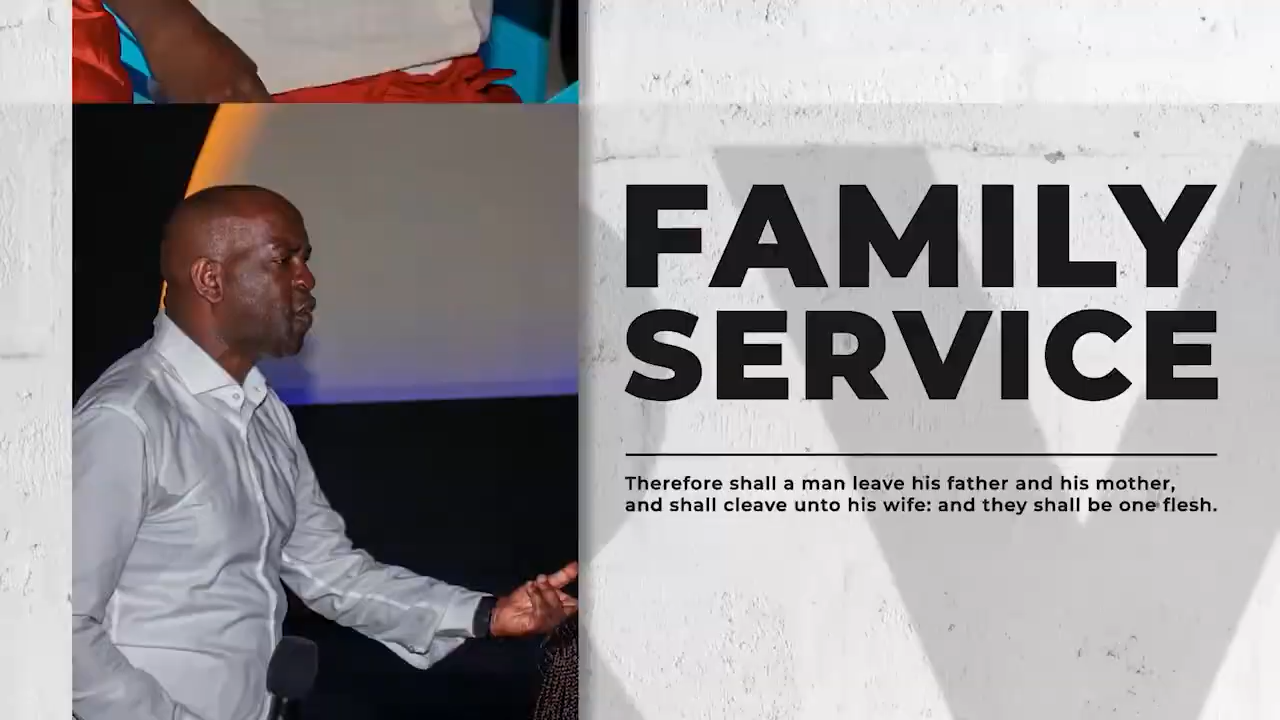 FAMILY
SERVICE
Therefore shall a man leave his father and his mother,
and shall cleave unto his wife: and they shall be one flesh.